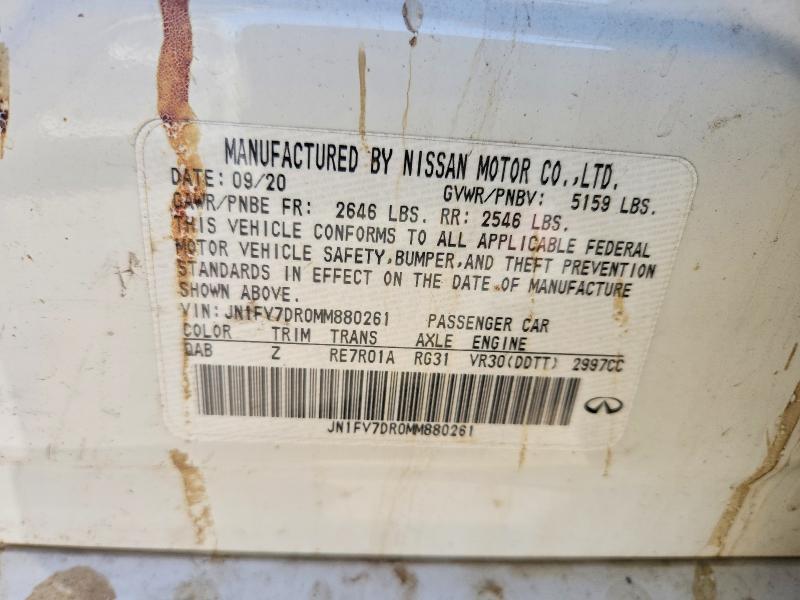 MANUFACTURED BY NISSAN MOTOR CO.,LTD.
DATE: 09/20 GVWR/PNBV: 5159 LBS.
GAWR/PNBE FR: 2646 LBS. RR: 2546 LBS.
THIS VEHICLE CONFORMS TO ALL APPLICABLE FEDERAL
MOTOR VEHICLE SAFETY,BUMPER,AND THEFT PREVENTION
STANDARDS IN EFFECT ON THE DATE OF MANUFACTURE
SHOWN ABOVE.
VIN: JN1FV7DR0MM880261 PASSENGER CAR
COLOR TRIM TRANS AXLE ENGINE
QAB Z RE7R01A RG31 VR30(DDTT) 2997CC
JN1FV7DR0MM880261